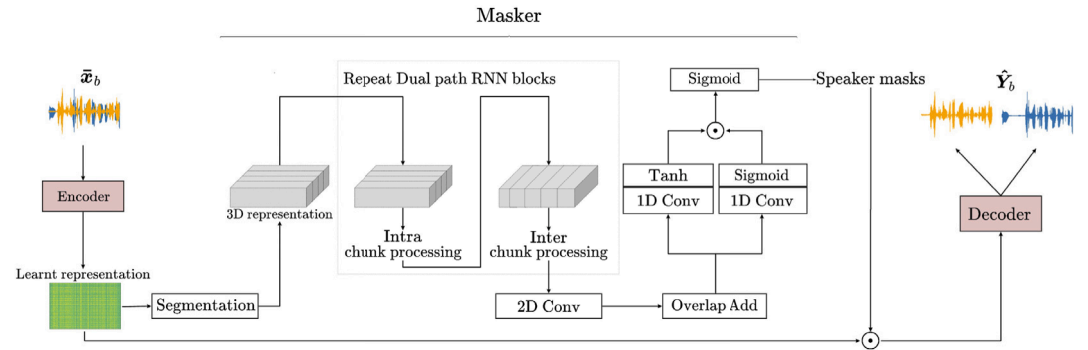 Masker
x̄_b
Encoder
Learnt representation
Segmentation
3D representation
Repeat Dual path RNN blocks
Intra
chunk processing
Inter
chunk processing
2D Conv
Overlap Add
Tanh
1D Conv
Sigmoid
1D Conv
Sigmoid
Speaker masks
Ŷ_b
Decoder